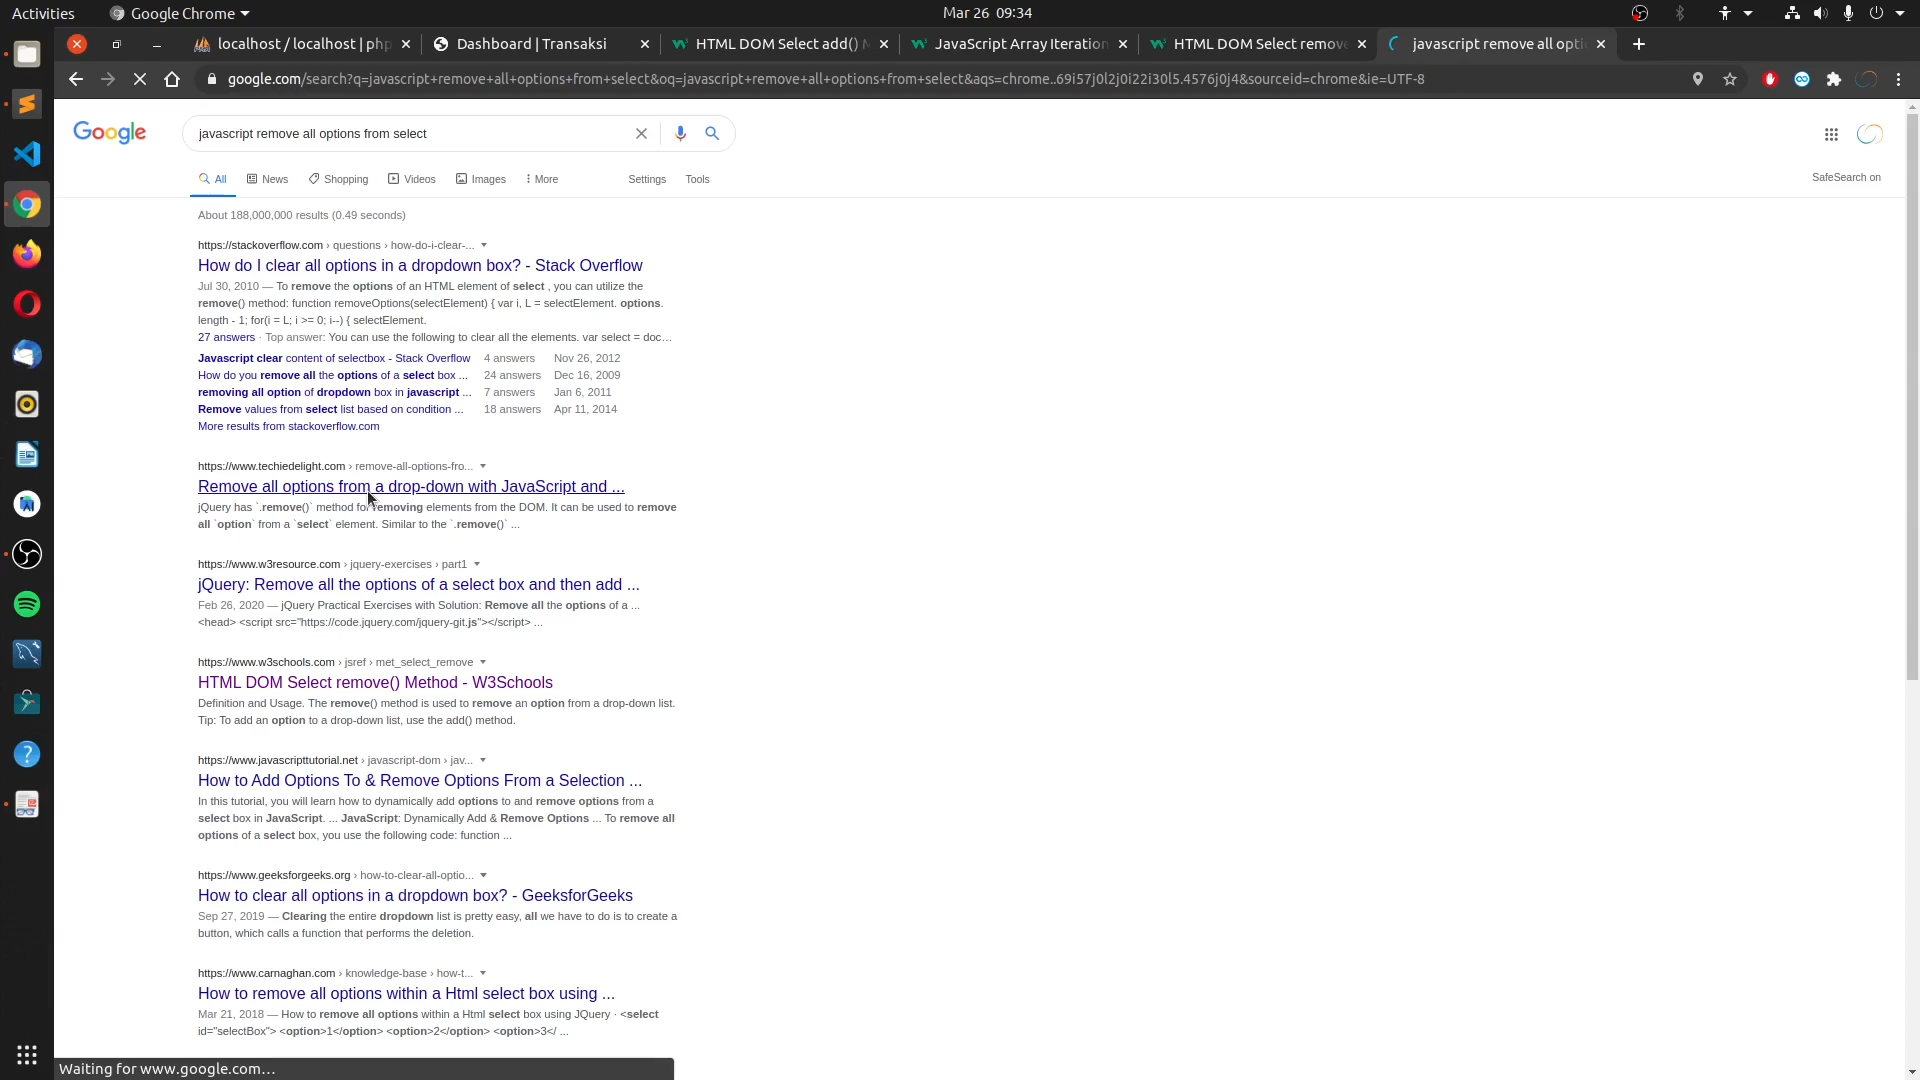 Activities
Google Chrome
Mar 26 09:34
localhost / localhost | php
Dashboard | Transaksi
HTML DOM Select add() M
JavaScript Array Iteration
HTML DOM Select remove
javascript remove all opti
google.com/search?q=javascript+remove+all+options+from+select&oq=javascript+remove+all+options+from+select&aqs=chrome..69i57j0l2j0i22i30l5.4576j0j4&sourceid=chrome&ie=UTF-8
Google
javascript remove all options from select
All
News
Shopping
Videos
Images
More
Settings
Tools
SafeSearch on
About 188,000,000 results (0.49 seconds)
https://stackoverflow.com › questions › how-do-i-clear-...
How do I clear all options in a dropdown box? - Stack Overflow
Jul 30, 2010 — To remove the options of an HTML element of select , you can utilize the
remove() method: function removeOptions(selectElement) { var i, L = selectElement. options.
length - 1; for(i = L; i >= 0; i--) { selectElement.
27 answers · Top answer: You can use the following to clear all the elements. var select = doc...
Javascript clear content of selectbox - Stack Overflow 4 answers Nov 26, 2012
How do you remove all the options of a select box ... 24 answers Dec 16, 2009
removing all option of dropdown box in javascript ... 7 answers Jan 6, 2011
Remove values from select list based on condition ... 18 answers Apr 11, 2014
More results from stackoverflow.com
https://www.techiedelight.com › remove-all-options-fro...
Remove all options from a drop-down with JavaScript and ...
jQuery has `.remove()` method for removing elements from the DOM. It can be used to remove
all `option` from a `select` element. Similar to the `.remove()` ...
https://www.w3resource.com › jquery-exercises › part1
jQuery: Remove all the options of a select box and then add ...
Feb 26, 2020 — jQuery Practical Exercises with Solution: Remove all the options of a ...
<head> <script src="https://code.jquery.com/jquery-git.js"></script> ...
https://www.w3schools.com › jsref › met_select_remove
HTML DOM Select remove() Method - W3Schools
Definition and Usage. The remove() method is used to remove an option from a drop-down list.
Tip: To add an option to a drop-down list, use the add() method.
https://www.javascripttutorial.net › javascript-dom › jav...
How to Add Options To & Remove Options From a Selection ...
In this tutorial, you will learn how to dynamically add options to and remove options from a
select box in JavaScript. ... JavaScript: Dynamically Add & Remove Options ... To remove all
options of a select box, you use the following code: function ...
https://www.geeksforgeeks.org › how-to-clear-all-optio...
How to clear all options in a dropdown box? - GeeksforGeeks
Sep 27, 2019 — Clearing the entire dropdown list is pretty easy, all we have to do is to create a
button, which calls a function that performs the deletion.
https://www.carnaghan.com › knowledge-base › how-t...
How to remove all options within a Html select box using ...
Mar 21, 2018 — How to remove all options within a Html select box using JQuery · <select
id="selectBox"> <option>1</option> <option>2</option> <option>3</ ...
Waiting for www.google.com...